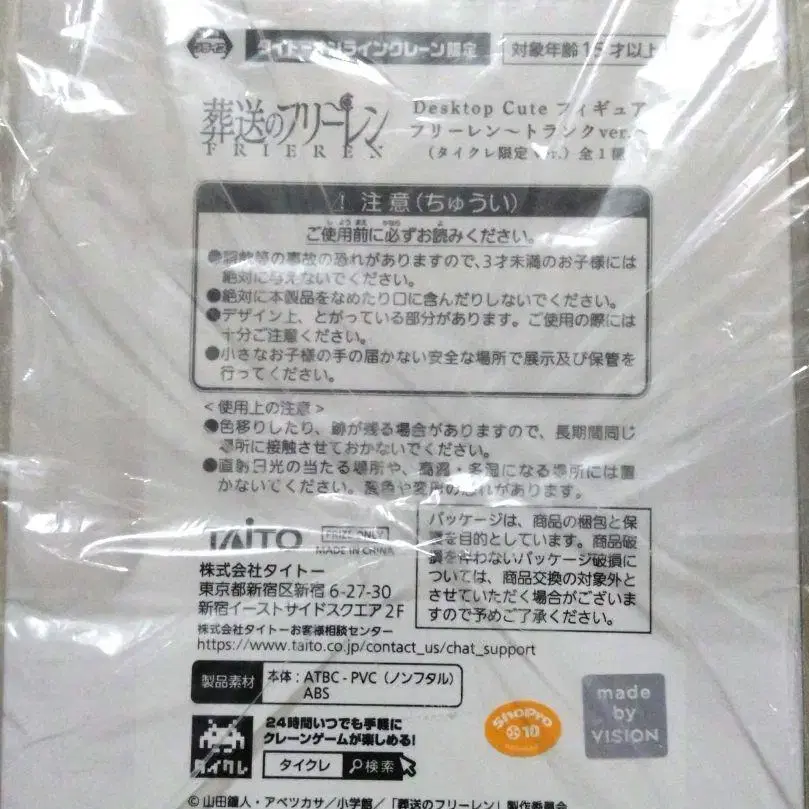 タイトーオンラインクレーン限定
対象年齢15才以上
葬送のフリーレン
FRIEREN
Desktop Cute フィギュア
フリーレン〜トランクver.〜
(タイクレ限定 ver.) 全1種
! 注意(ちゅうい)
ご使用前に必ずお読みください。
●誤飲等の事故の恐れがありますので、3才未満のお子様には
絶対に与えないでください。
●絶対に本製品をなめたり口に含んだりしないでください。
●デザイン上、とがっている部分があります。ご使用の際には
十分ご注意ください。
●小さなお子様の手の届かない安全な場所で展示及び保管を
行ってください。
<使用上の注意>
●色移りしたり、跡が残る場合がありますので、長期間同じ
場所に接触させておかないでください。
●直射日光の当たる場所や、高温・多湿になる場所には置
かないでください。変色や変形の恐れがあります。
TAITO
PRIZE ONLY
MADE IN CHINA
株式会社タイトー
東京都新宿区新宿 6-27-30
新宿イーストサイドスクエア 2F
株式会社タイトーお客様相談センター
https://www.taito.co.jp/contact_us/chat_support
パッケージは、商品の梱包と保
護を目的としています。商品破
損を伴わないパッケージ破損に
ついては、商品交換の対象外と
させていただく場合がございま
すので予めご了承ください。
製品素材
本体：ATBC - PVC (ノンフタル)
ABS
タイクレ
24時間いつでも手軽に
クレーンゲームが楽しめる!
タイクレ 検索
ShoPro
10
made
by
VISION
© 山田鐘人・アベツカサ/小学館/「葬送のフリーレン」製作委員会